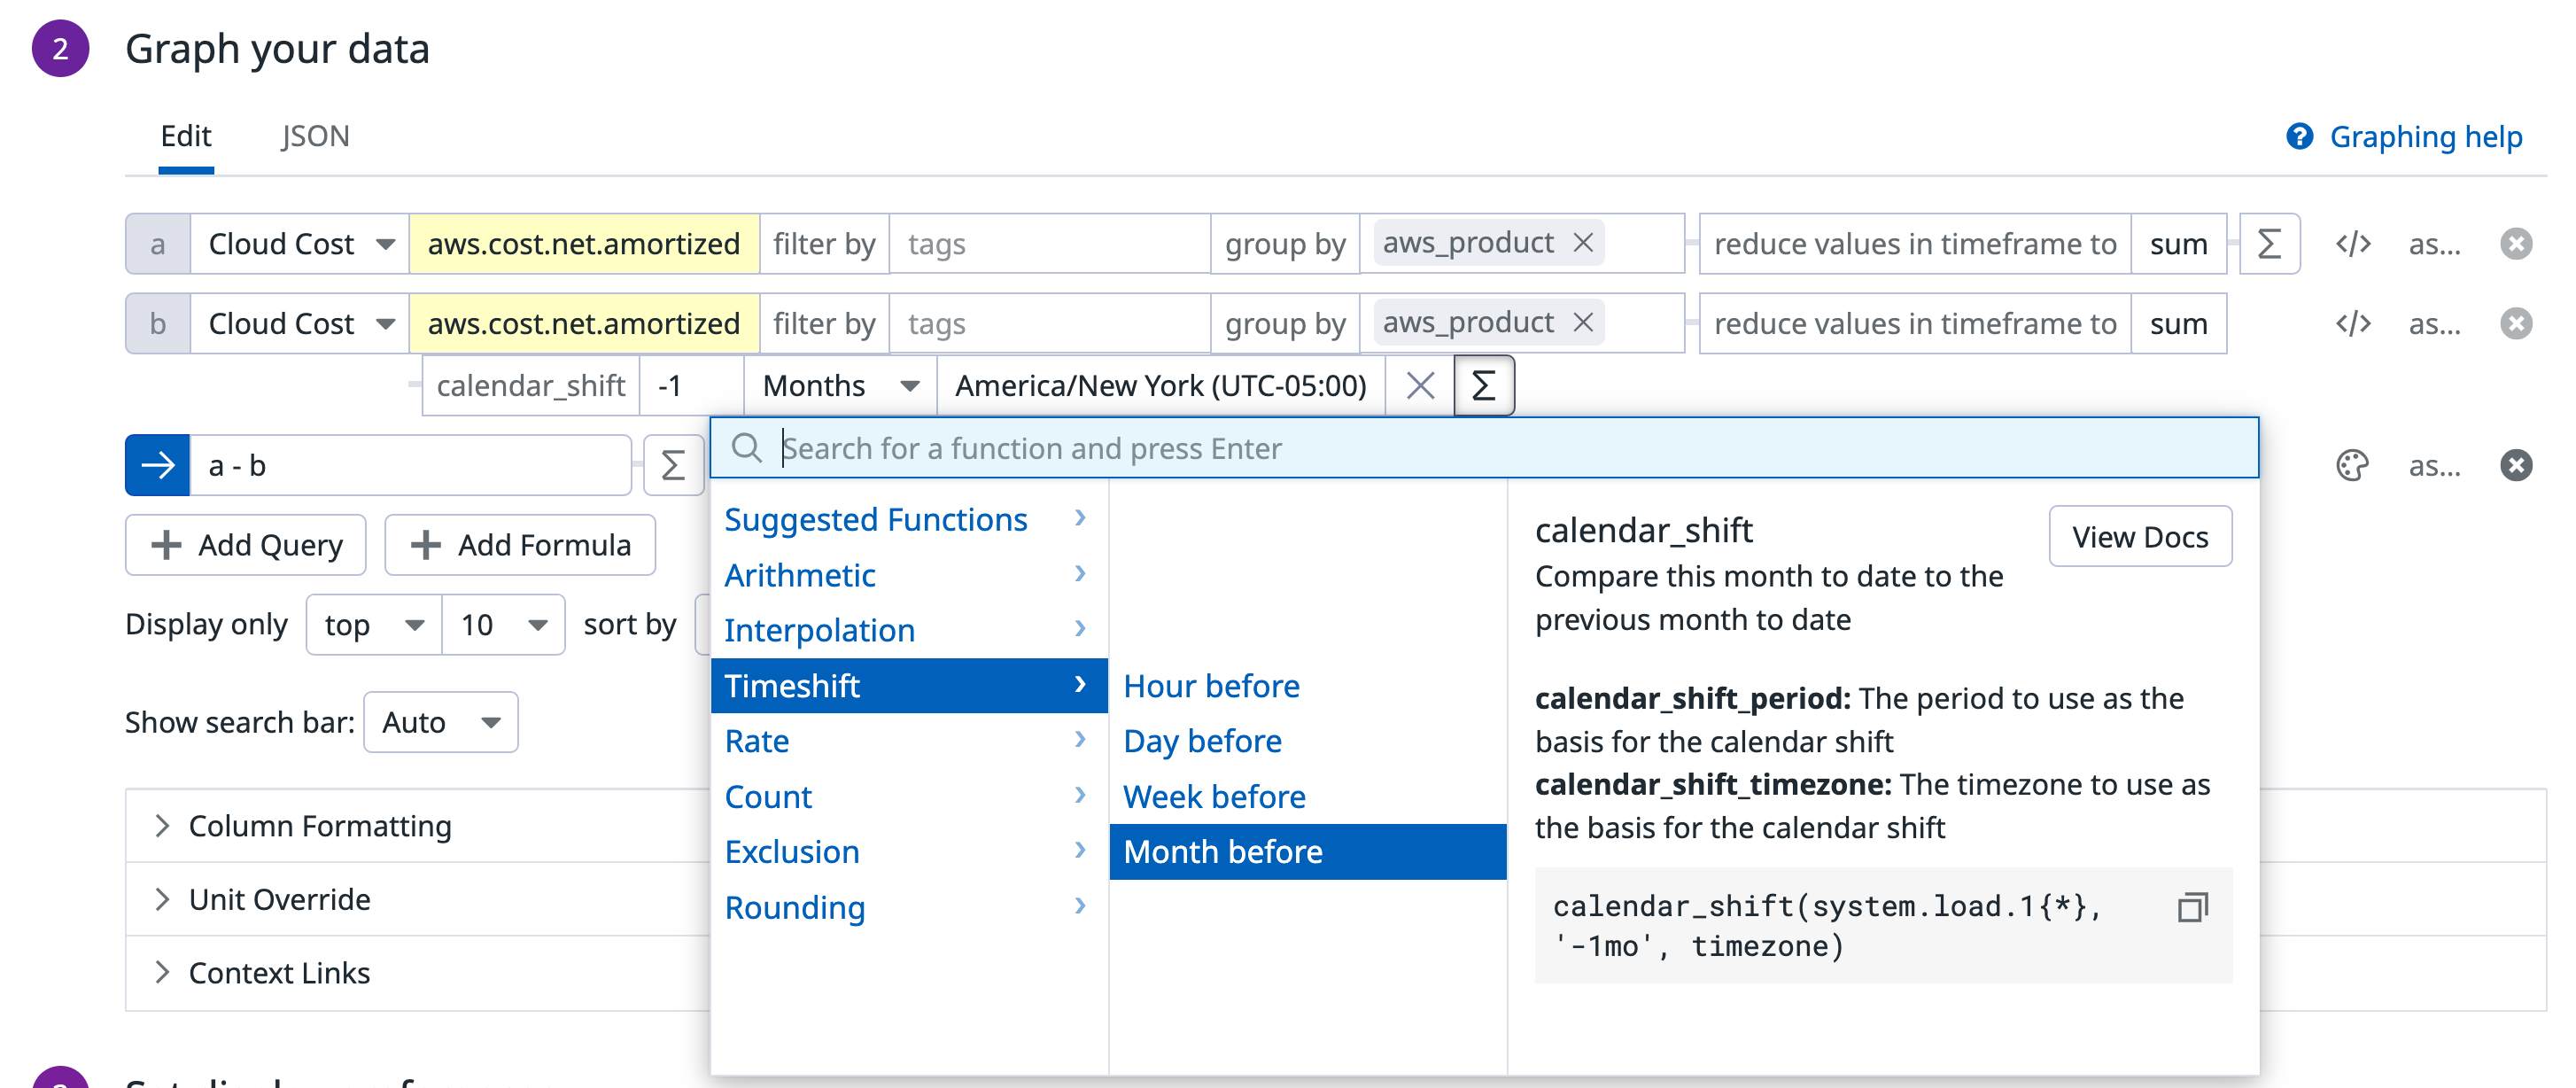 2 Graph your data
Edit JSON Graphing help
a Cloud Cost aws.cost.net.amortized filter by tags group by aws_product reduce values in timeframe to sum Σ </> as...
b Cloud Cost aws.cost.net.amortized filter by tags group by aws_product reduce values in timeframe to sum </> as...
calendar_shift -1 Months America/New York (UTC-05:00) Σ
Search for a function and press Enter
a - b Σ as...
Add Query Add Formula
Display only top 10 sort by
Show search bar: Auto
Column Formatting
Unit Override
Context Links
Suggested Functions
Arithmetic
Interpolation
Timeshift
Rate
Count
Exclusion
Rounding
Hour before
Day before
Week before
Month before
calendar_shift View Docs
Compare this month to date to the
previous month to date
calendar_shift_period: The period to use as the
basis for the calendar shift
calendar_shift_timezone: The timezone to use as
the basis for the calendar shift
calendar_shift(system.load.1{*},
'-1mo', timezone)